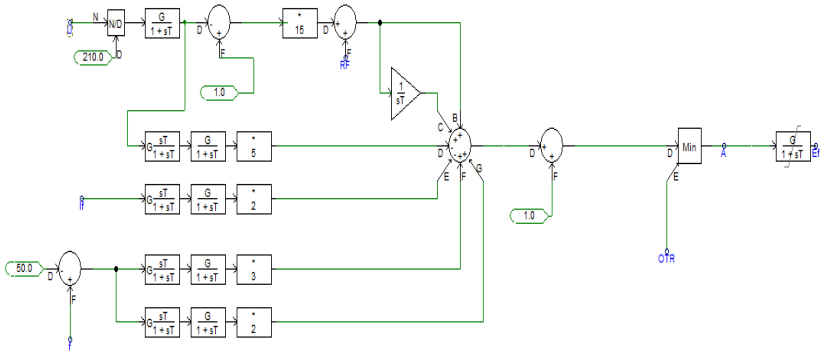 U
N
N/D
D
210.0
G
1 + sT
D
-
+
F
1.0
*
15
D
+
+
F
RF
1
sT
C
B
+
+
+
-
-
+
+
D
E
F
G
G
sT
1 + sT
G
1 + sT
*
5
If
G
sT
1 + sT
G
1 + sT
*
2
50.0
D
-
+
F
f
G
sT
1 + sT
G
1 + sT
*
3
G
sT
1 + sT
G
1 + sT
*
2
D
+
+
F
1.0
D
Min
E
OTR
A
G
1 + sT
Ef